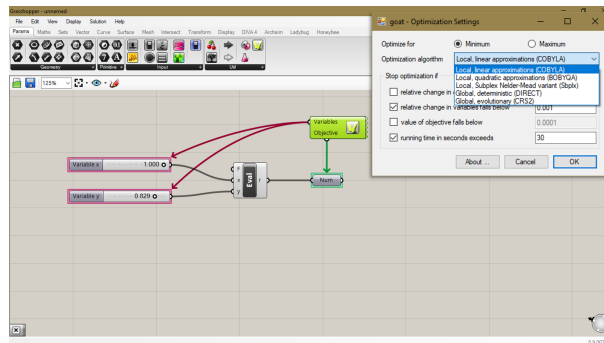 Grasshopper - unnamed
File Edit View Display Solution Help
Params Maths Sets Vector Curve Surface Mesh Intersect Transform Display DIVA4 Archsim Ladybug Honeybee
Geometry Primitive Input Util
125%
Variables
Objective
Variable x 1.000
Variable y 0.829
F
x
y
Eval
r
Num
goat - Optimization Settings
Optimize for Minimum Maximum
Optimization algorithm Local, linear approximations (COBYLA)
Local, linear approximations (COBYLA)
Local, quadratic approximations (BOBYQA)
Local, Subplex Nelder-Mead variant (Sbplx)
Global, deterministic (DIRECT)
Global, evolutionary (CRS2)
Stop optimization if
relative change in
relative change in variables falls below 0.001
value of objective falls below 0.0001
running time in seconds exceeds 30
About ... Cancel OK